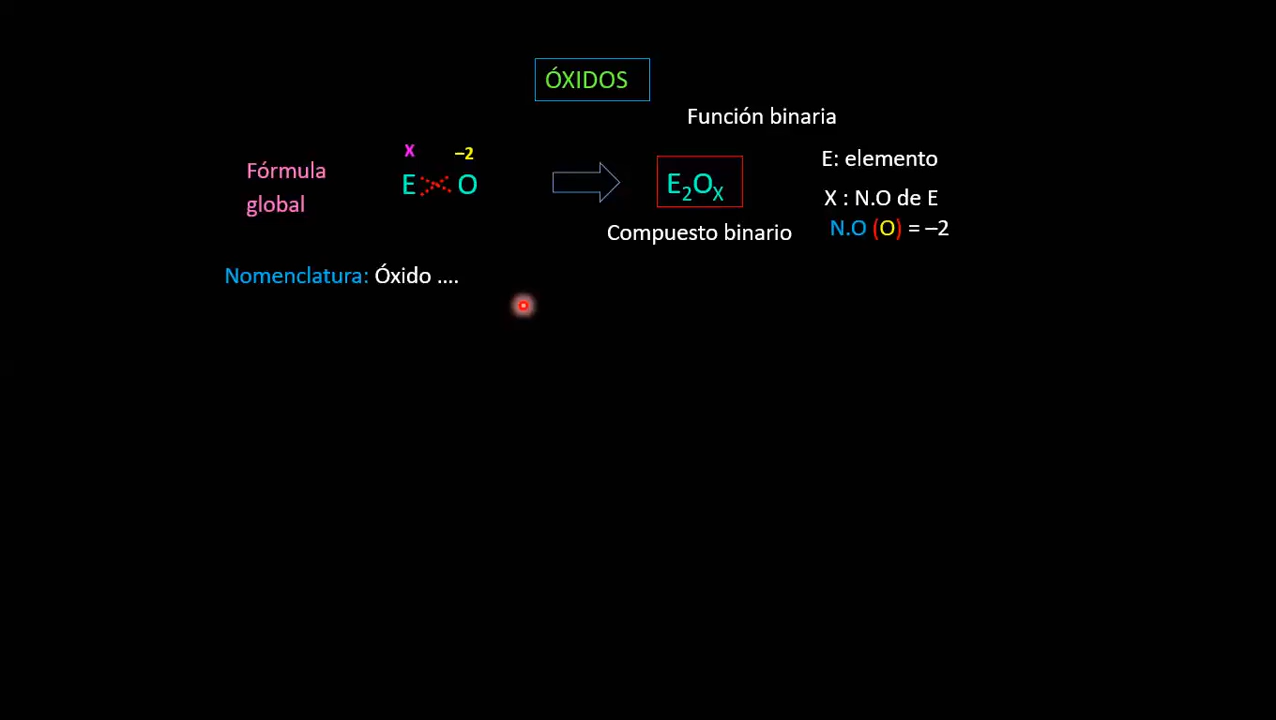 ÓXIDOS
Función binaria
Fórmula
global
X –2
E O
E₂Oₓ
Compuesto binario
E: elemento
X : N.O de E
N.O (O) = –2
Nomenclatura: Óxido ....